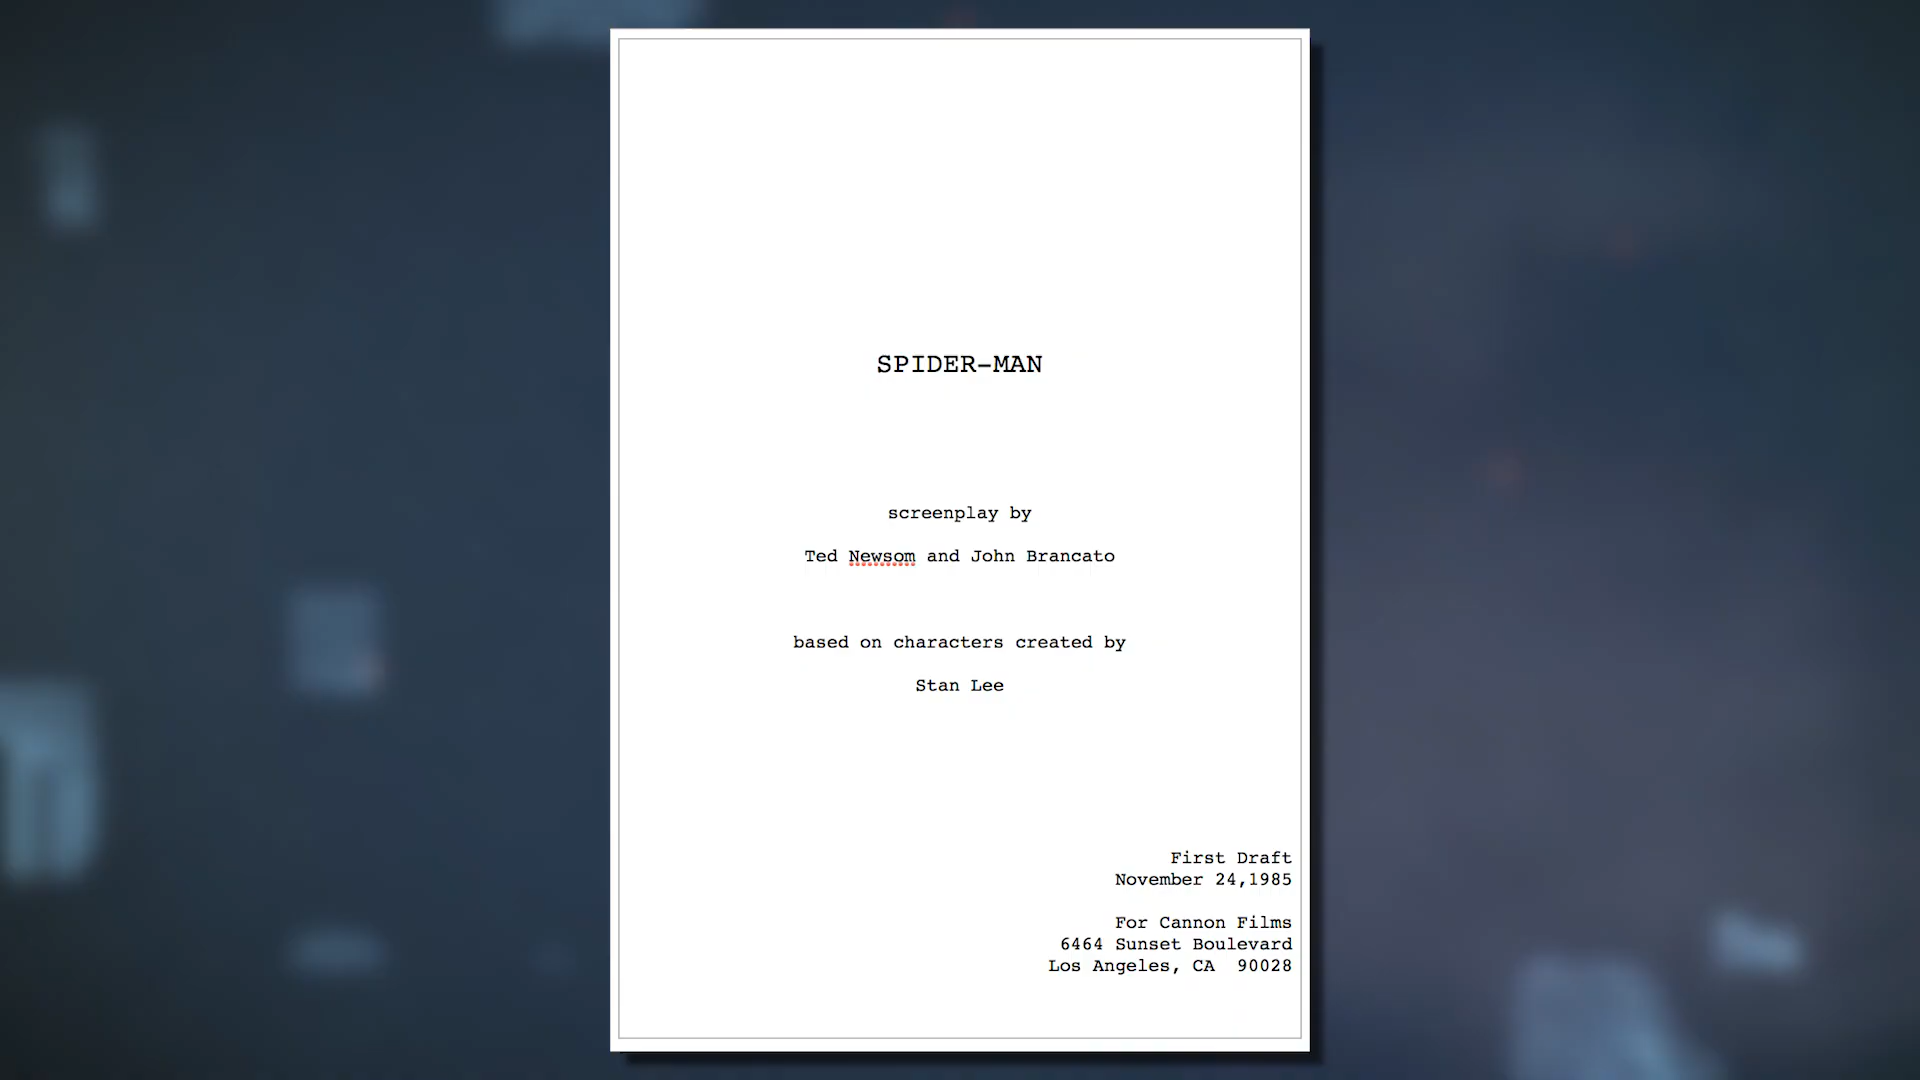 SPIDER-MAN
screenplay by
Ted Newsom and John Brancato
based on characters created by
Stan Lee
First Draft
November 24,1985
For Cannon Films
6464 Sunset Boulevard
Los Angeles, CA  90028